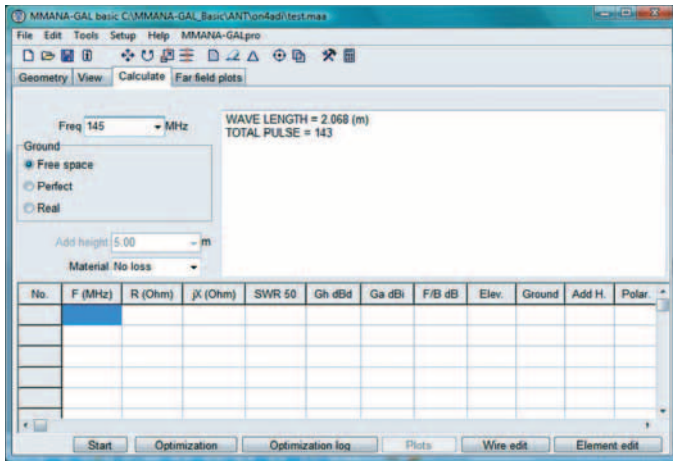 MMANA-GAL basic C:\MMANA-GAL_Basic\ANT\on4adi\test.maa
File Edit Tools Setup Help MMANA-GALpro
Geometry View Calculate Far field plots
Freq 145 MHz
WAVE LENGTH = 2.068 (m)
TOTAL PULSE = 143
Ground
Free space
Perfect
Real
Add height 5.00 m
Material No loss
No. F (MHz) R (Ohm) jX (Ohm) SWR 50 Gh dBd Ga dBi F/B dB Elev. Ground Add H. Polar.
Start Optimization Optimization log Plots Wire edit Element edit